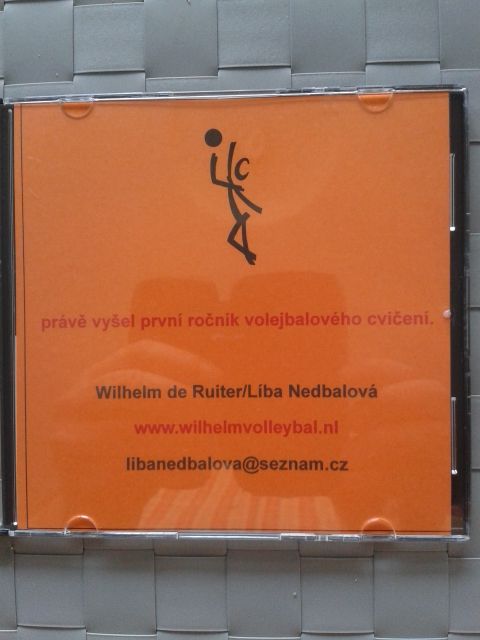 právě vyšel první ročník volejbalového cvičení.
Wilhelm de Ruiter/Líba Nedbalová
www.wilhelmvolleybal.nl
libanedbalova@seznam.cz